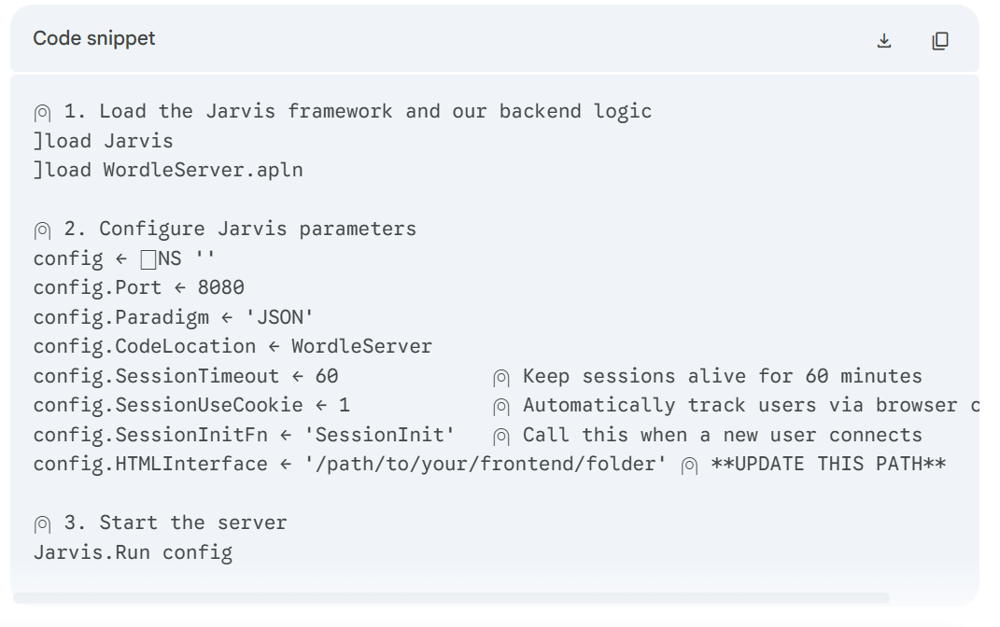 Code snippet
⍝ 1. Load the Jarvis framework and our backend logic
]load Jarvis
]load WordleServer.apln
⍝ 2. Configure Jarvis parameters
config ← ⎕NS ''
config.Port ← 8080
config.Paradigm ← 'JSON'
config.CodeLocation ← WordleServer
config.SessionTimeout ← 60 ⍝ Keep sessions alive for 60 minutes
config.SessionUseCookie ← 1 ⍝ Automatically track users via browser c
config.SessionInitFn ← 'SessionInit' ⍝ Call this when a new user connects
config.HTMLInterface ← '/path/to/your/frontend/folder' ⍝ **UPDATE THIS PATH**
⍝ 3. Start the server
Jarvis.Run config